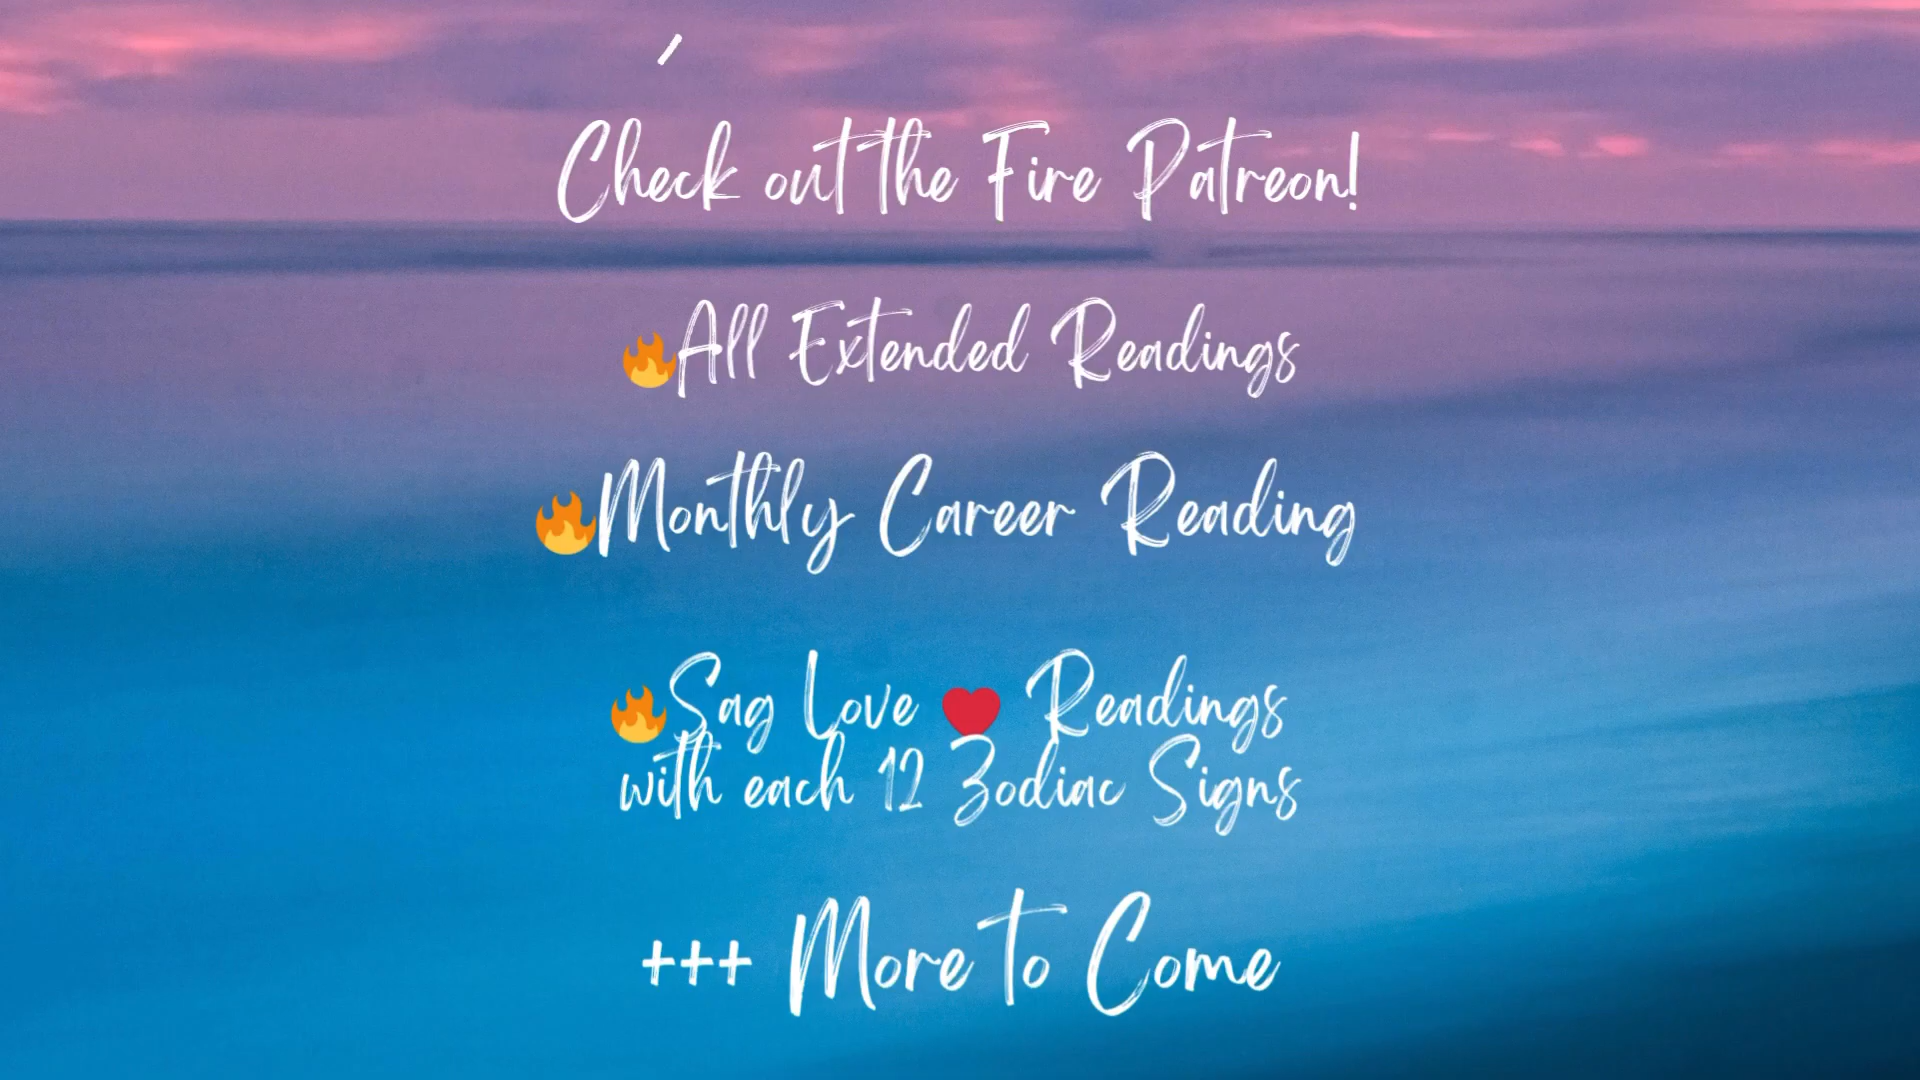 Check out the Fire Patreon!
🔥All Extended Readings
🔥Monthly Career Reading
🔥Sag Love ❤️ Readings
with each 12 Zodiac Signs
+++ More to Come